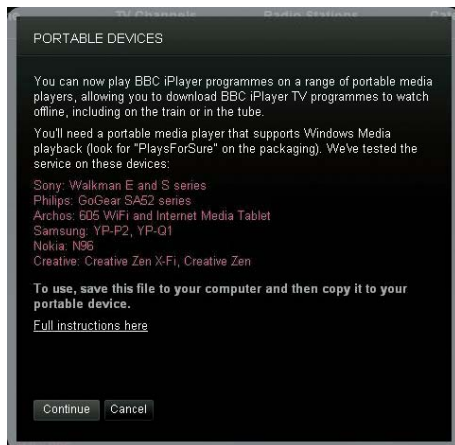 TV Channels Radio Stations
PORTABLE DEVICES
You can now play BBC iPlayer programmes on a range of portable media
players, allowing you to download BBC iPlayer TV programmes to watch
offline, including on the train or in the tube.
You'll need a portable media player that supports Windows Media
playback (look for "PlaysForSure" on the packaging). We've tested the
service on these devices:
Sony: Walkman E and S series
Philips: GoGear SA52 series
Archos: 605 WiFi and Internet Media Tablet
Samsung: YP-P2, YP-Q1
Nokia: N96
Creative: Creative Zen X-Fi, Creative Zen
To use, save this file to your computer and then copy it to your
portable device.
Full instructions here
Continue Cancel